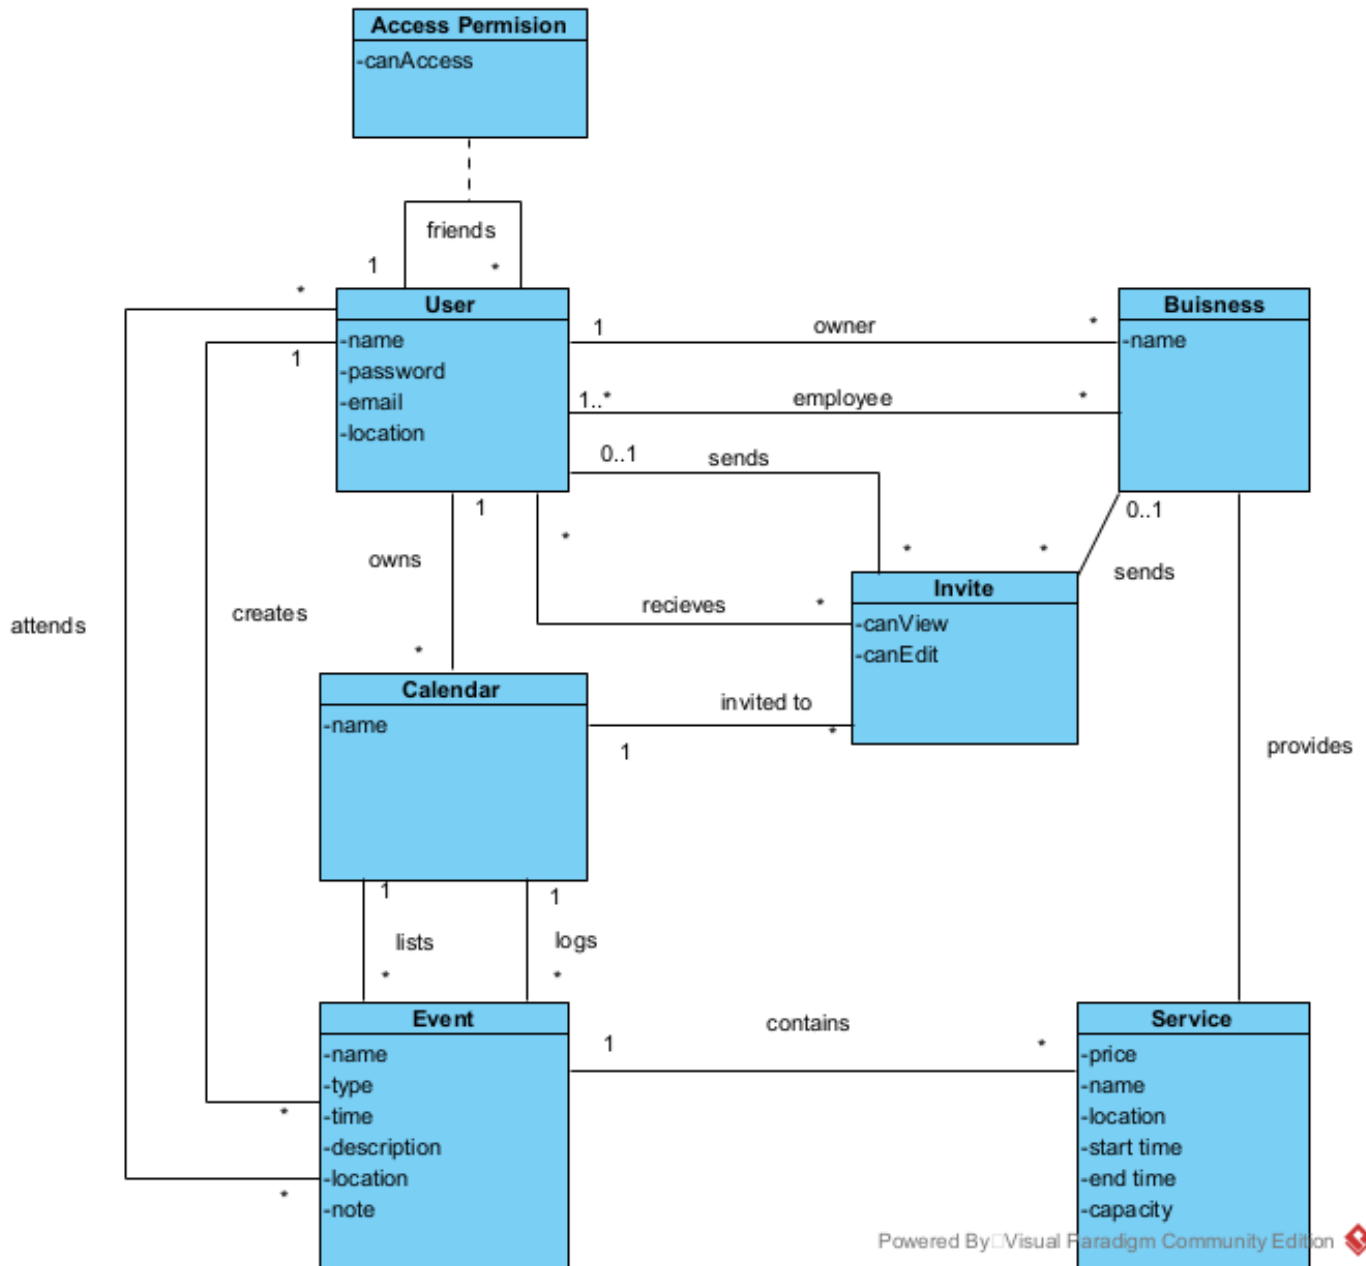 Access Permision
-canAccess
friends
1
*
*
User
-name
-password
-email
-location
1
1
owner
*
Buisness
-name
1..*
employee
*
0..1
sends
1
*
*
*
0..1
sends
owns
recieves
*
Invite
-canView
-canEdit
attends
creates
*
Calendar
-name
invited to
1
*
provides
1
1
lists
logs
*
*
Event
-name
-type
-time
-description
-location
-note
*
*
contains
1
*
Service
-price
-name
-location
-start time
-end time
-capacity
Powered By Visual Paradigm Community Edition